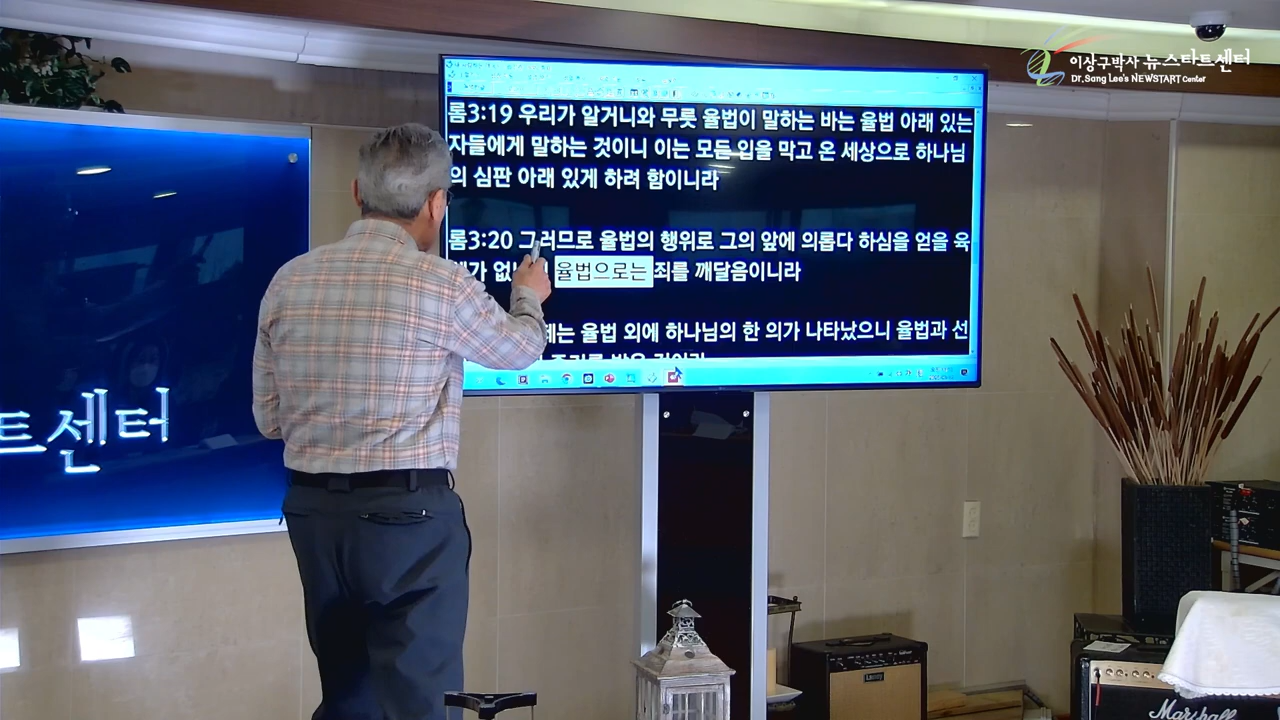 이상구박사 뉴스타트센터
Dr. Sang Lee's NEWSTART Center
롬3:19 우리가 알거니와 무릇 율법이 말하는 바는 율법 아래 있는
자들에게 말하는 것이니 이는 모든 입을 막고 온 세상으로 하나님
의 심판 아래 있게 하려 함이니라
롬3:20 그러므로 율법의 행위로 그의 앞에 의롭다 하심을 얻을 육
율법으로는 죄를 깨달음이니라
율법 외에 하나님의 한 의가 나타났으니 율법과 선
트센터
Laney
Marshall